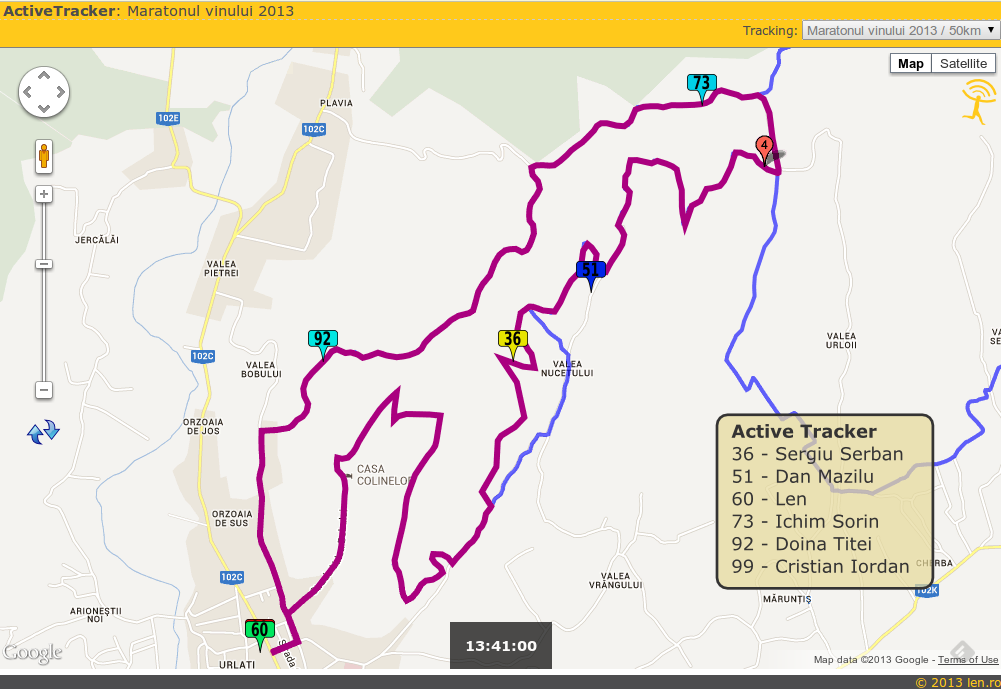 ActiveTracker: Maratonul vinului 2013
Tracking: Maratonul vinului 2013 / 50km
Map Satellite
73
102E
PLAVIA
102C
4
JERCĂLĂI
VALEA
PIETREI
51
92
36
102C
VALEA
BOBULUI
VALEA
NUCETULUI
VALEA
URLOII
ORZOAIA
DE JOS
CASA
COLINELOR
ORZOAIA
DE SUS
Active Tracker
36 - Sergiu Serban
51 - Dan Mazilu
60 - Len
73 - Ichim Sorin
92 - Doina Titei
99 - Cristian Iordan
102C
VALEA
VRÂNGULUI
CHERBA
102K
MĂRUNȚIȘ
ARIONEȘTII
NOI
60
13:41:00
Google
URLATI
Map data ©2013 Google - Terms of Use
© 2013 len.ro